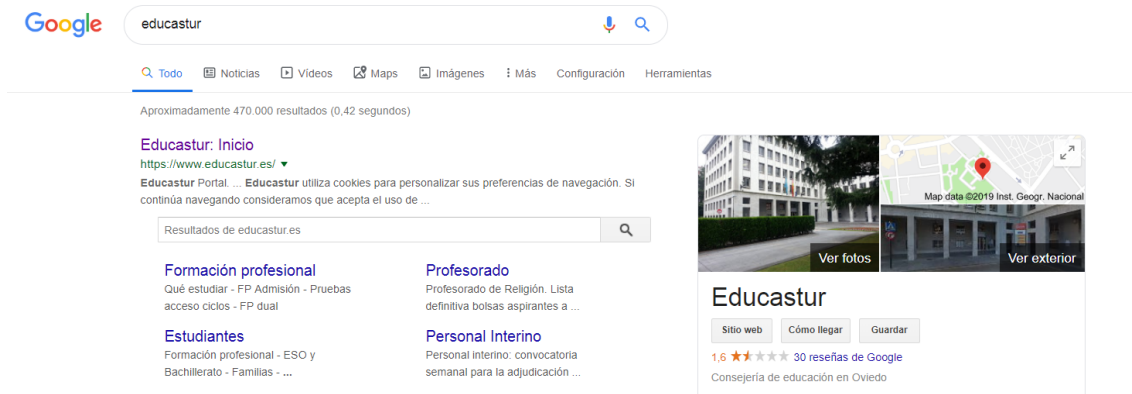 Google
educastur
Todo Noticias Vídeos Maps Imágenes Más Configuración Herramientas
Aproximadamente 470.000 resultados (0,42 segundos)
Educastur: Inicio
https://www.educastur.es/
Educastur Portal. ... Educastur utiliza cookies para personalizar sus preferencias de navegación. Si
continúa navegando consideramos que acepta el uso de ...
Resultados de educastur.es
Formación profesional
Qué estudiar - FP Admisión - Pruebas
acceso ciclos - FP dual
Profesorado
Profesorado de Religión. Lista
definitiva bolsas aspirantes a ...
Estudiantes
Formación profesional - ESO y
Bachillerato - Familias - ...
Personal Interino
Personal interino: convocatoria
semanal para la adjudicación ...
Map data ©2019 Inst. Geogr. Nacional
Ver fotos
Ver exterior
Educastur
Sitio web Cómo llegar Guardar
1,6 30 reseñas de Google
Consejería de educación en Oviedo